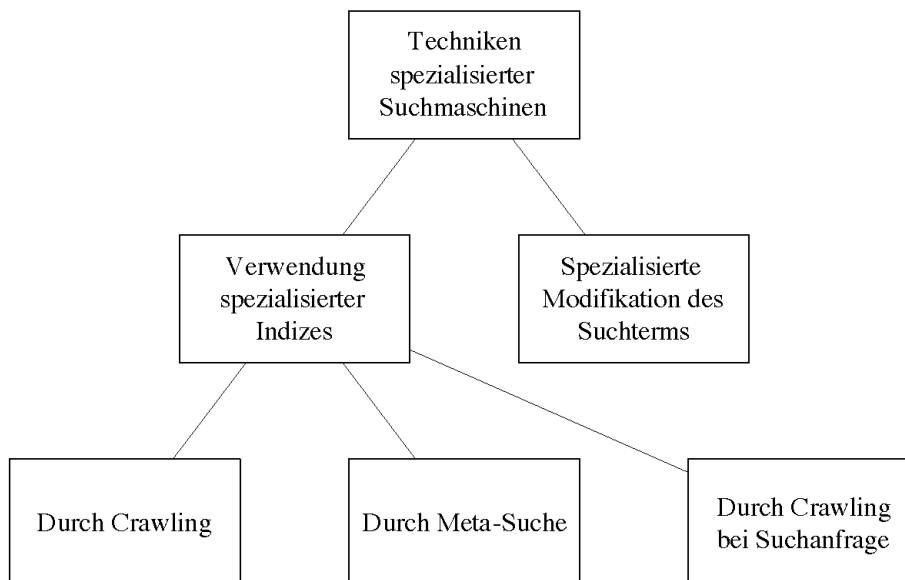 Techniken
spezialisierter
Suchmaschinen
Verwendung
spezialisierter
Indizes
Spezialisierte
Modifikation des
Suchterms
Durch Crawling
Durch Meta-Suche
Durch Crawling
bei Suchanfrage